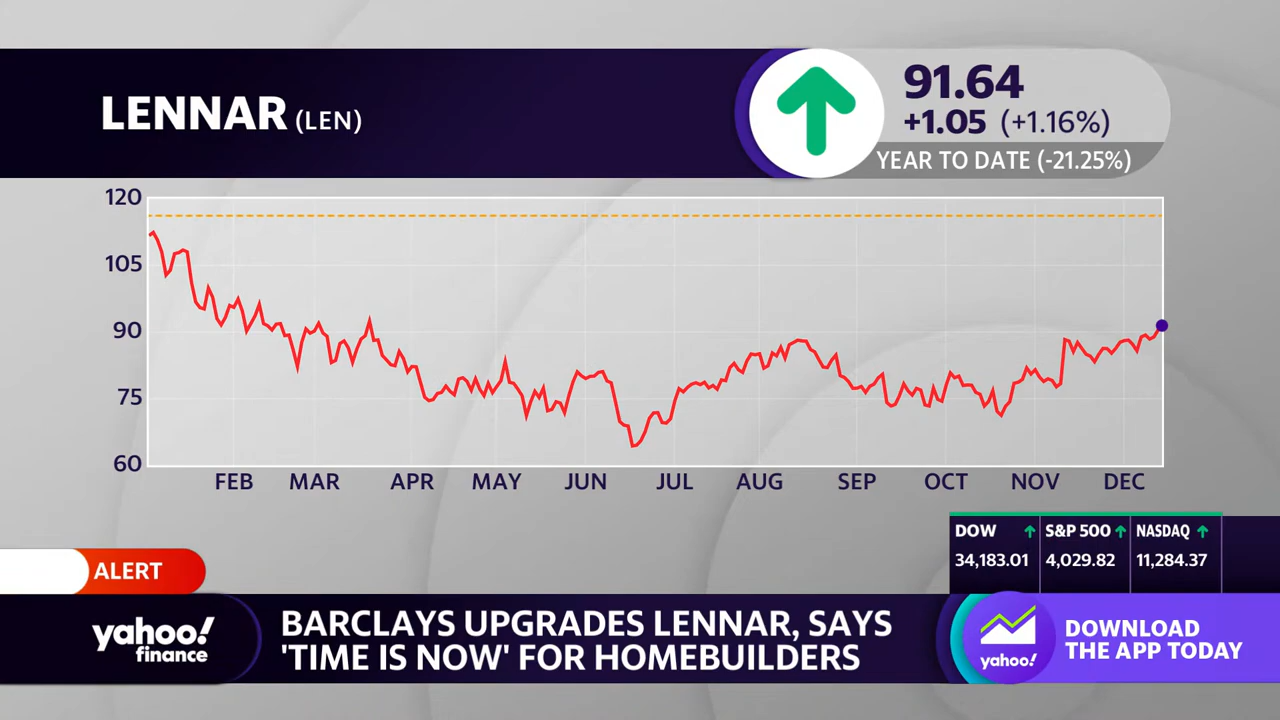 LENNAR (LEN)
91.64
+1.05 (+1.16%)
YEAR TO DATE (-21.25%)
120
105
90
75
60
FEB MAR APR MAY JUN JUL AUG SEP OCT NOV DEC
DOW S&P 500 NASDAQ
34,183.01 4,029.82 11,284.37
ALERT
yahoo!
finance
BARCLAYS UPGRADES LENNAR, SAYS
'TIME IS NOW' FOR HOMEBUILDERS
yahoo!
DOWNLOAD
THE APP TODAY